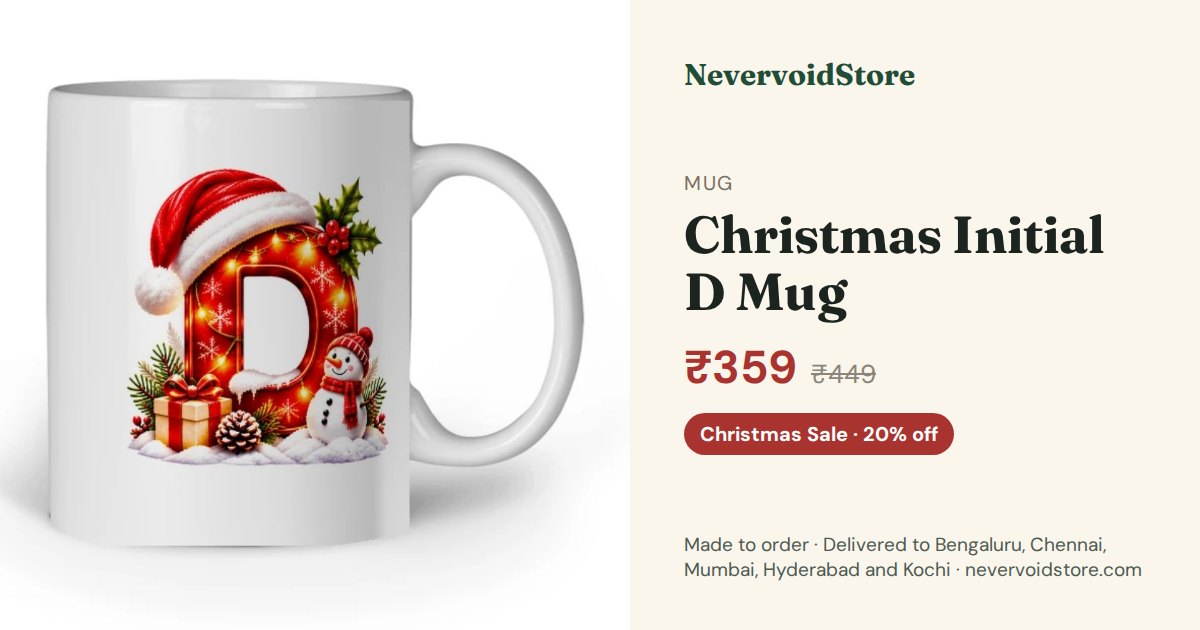 D
NevervoidStore
MUG
Christmas Initial
D Mug
₹359 ₹449
Christmas Sale · 20% off
Made to order · Delivered to Bengaluru, Chennai,
Mumbai, Hyderabad and Kochi · nevervoidstore.com